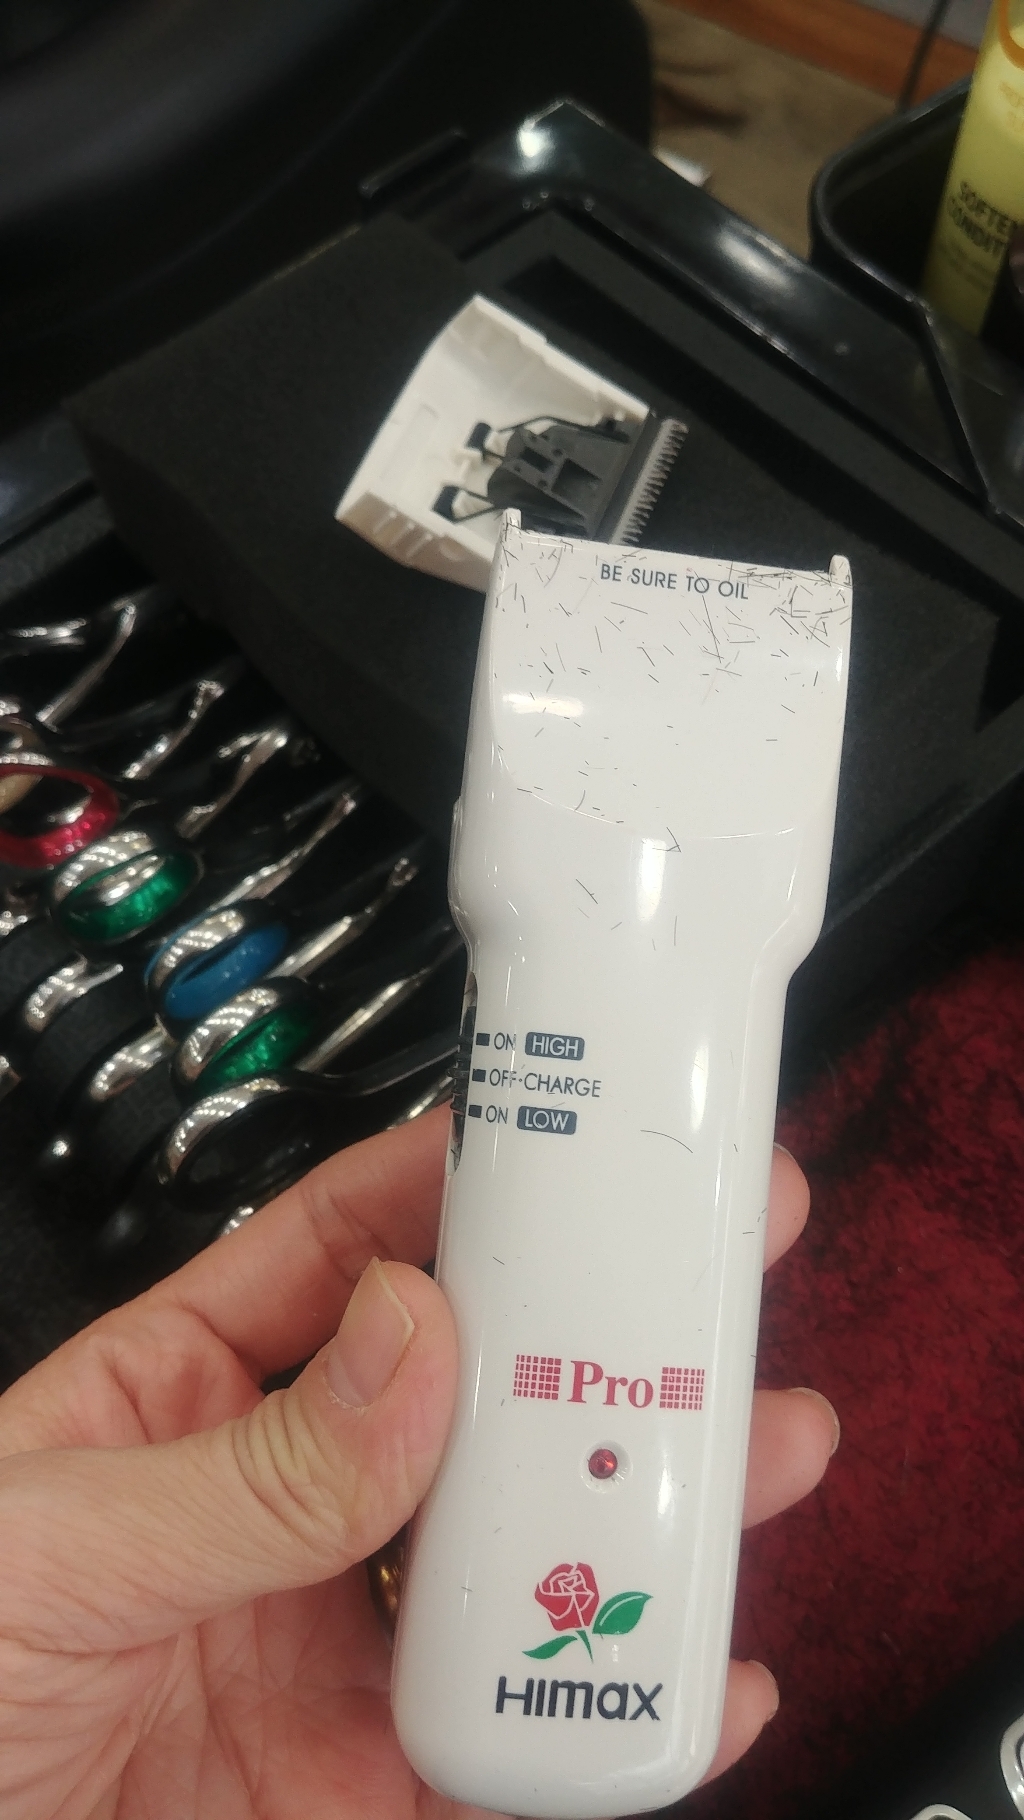 BE SURE TO OIL
ON HIGH
OFF·CHARGE
ON LOW
Pro
HIMAX